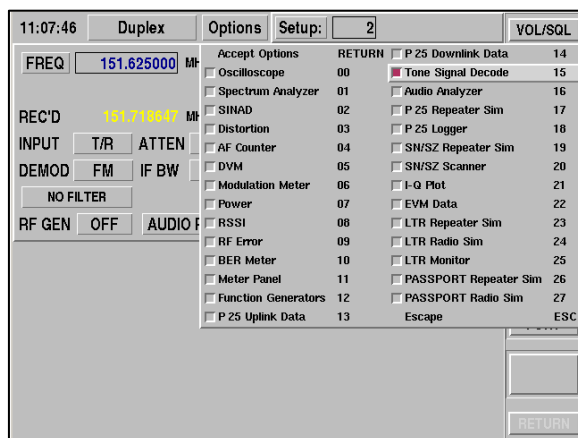 11:07:46 Duplex Options Setup: 2 VOL/SQL
FREQ 151.625000
REC'D 151.718647
INPUT T/R ATTEN
DEMOD FM IF BW
NO FILTER
RF GEN OFF AUDIO
Accept Options RETURN
Oscilloscope 00
Spectrum Analyzer 01
SINAD 02
Distortion 03
AF Counter 04
DVM 05
Modulation Meter 06
Power 07
RSSI 08
RF Error 09
BER Meter 10
Meter Panel 11
Function Generators 12
P 25 Uplink Data 13
P 25 Downlink Data 14
Tone Signal Decode 15
Audio Analyzer 16
P 25 Repeater Sim 17
P 25 Logger 18
SN/SZ Repeater Sim 19
SN/SZ Scanner 20
I-Q Plot 21
EVM Data 22
LTR Repeater Sim 23
LTR Radio Sim 24
LTR Monitor 25
PASSPORT Repeater Sim 26
PASSPORT Radio Sim 27
Escape ESC
RETURN